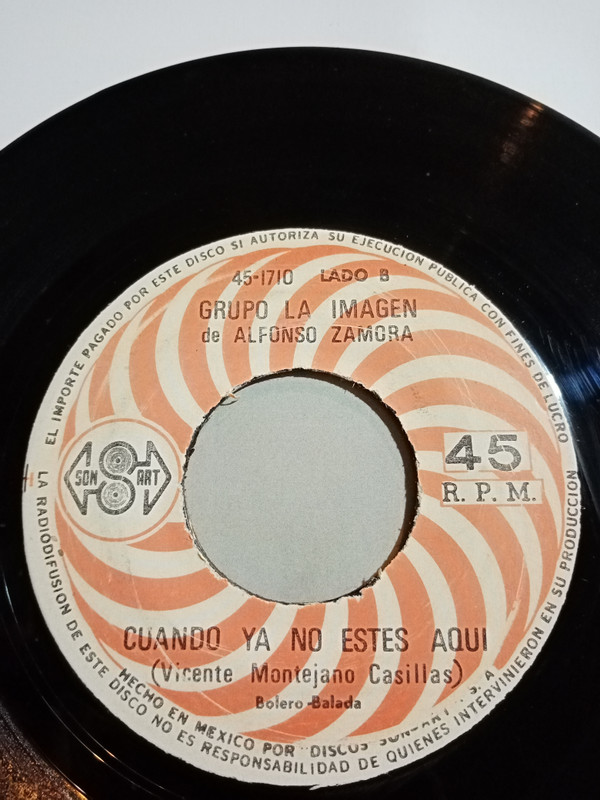 EL IMPORTE PAGADO POR ESTE DISCO SI AUTORIZA SU EJECUCION PUBLICA CON FINES DE LUCRO
45-1710 LADO B
GRUPO LA IMAGEN
de ALFONSO ZAMORA
SON ART
45
R. P. M.
CUANDO YA NO ESTES AQUI
(Vicente Montejano Casillas)
Bolero-Balada
HECHO EN MEXICO POR "DISCOS SON-ART", S. A.
LA RADIODIFUSION DE ESTE DISCO NO ES RESPONSABILIDAD DE QUIENES INTERVINIERON EN SU PRODUCCION